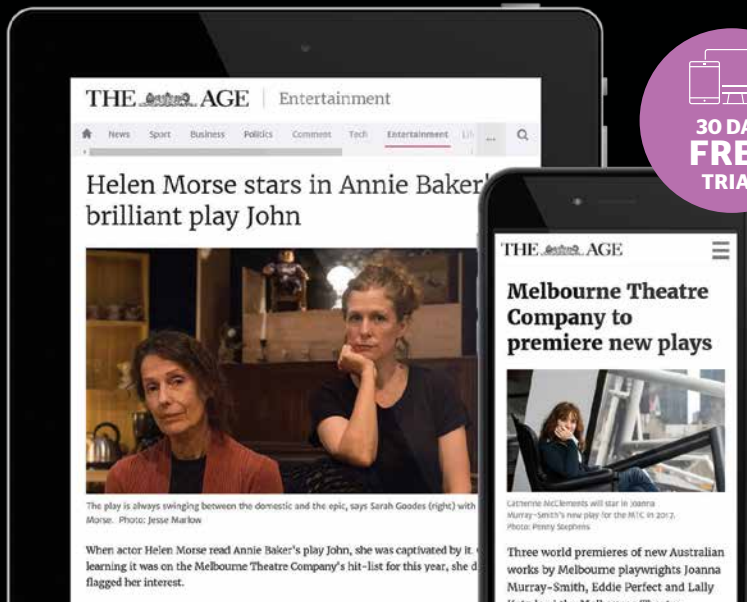 THE AGE | Entertainment
News Sport Business Politics Comment Tech Entertainment ...
Helen Morse stars in Annie Baker'
brilliant play John
The play is always swinging between the domestic and the epic, says Sarah Goodes (right) with
Morse. Photo: Jesse Marlow
When actor Helen Morse read Annie Baker's play John, she was captivated by it.
learning it was on the Melbourne Theatre Company's hit-list for this year, she
flagged her interest.
30 DA
FREE
TRIA
THE AGE
Melbourne Theatre
Company to
premiere new plays
Catherine McClements will star in Joanna
Murray-Smith's new play for the MTC in 2017.
Photo: Penny Stephens
Three world premieres of new Australian
works by Melbourne playwrights Joanna
Murray-Smith, Eddie Perfect and Lally